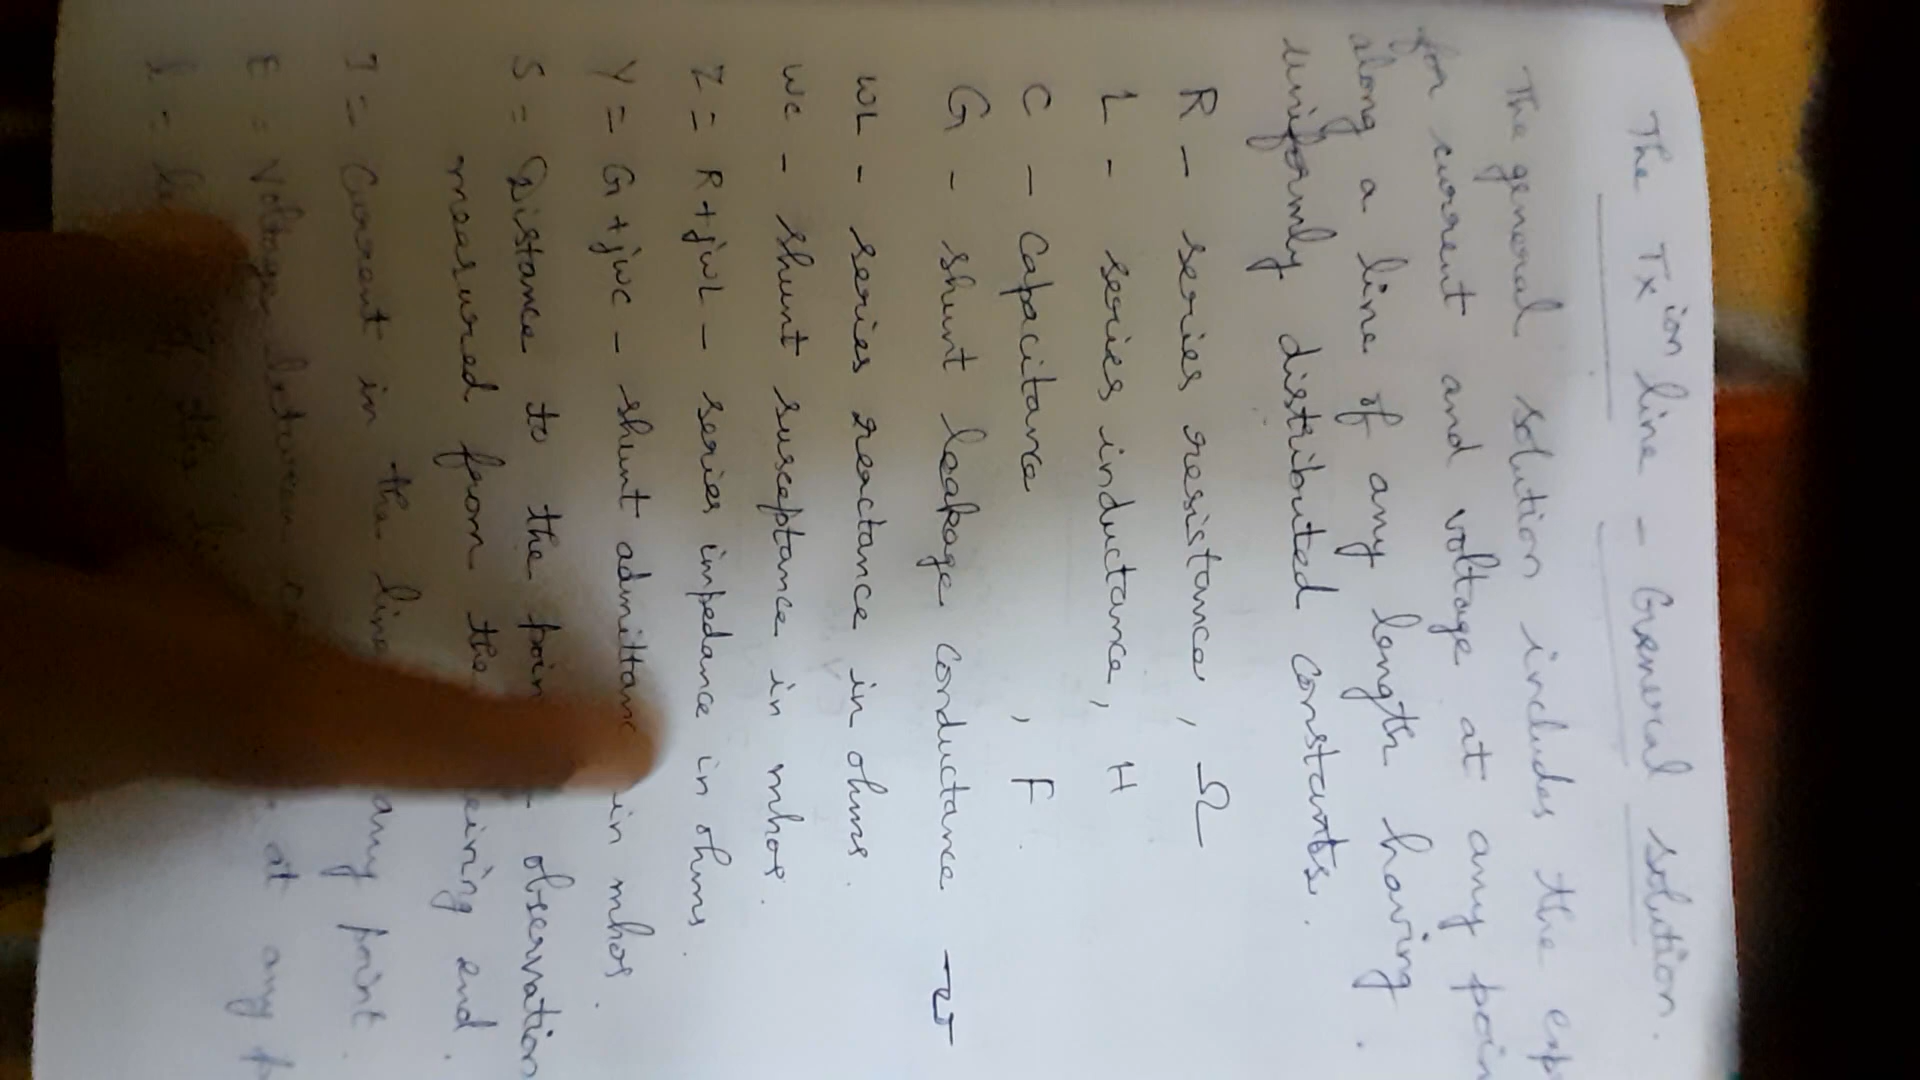 The Txion line - General solution.
The general solution includes the exp
for current and voltage at any poin
along a line of any length having
uniformly distributed constants.
R - series resistance, Ω
L - series inductance, H
C - capacitance, F.
G - shunt leakage conductance - ℧
WL - series reactance in ohms.
WC - shunt susceptance in mhos.
Z = R+jWL - series impedance in ohms.
Y = G+jWC - shunt admittanc in mhos.
S = Distance to the poin observation
measured from the eing end.
I = Current in the line any point.
E = Voltage between at any p
l =